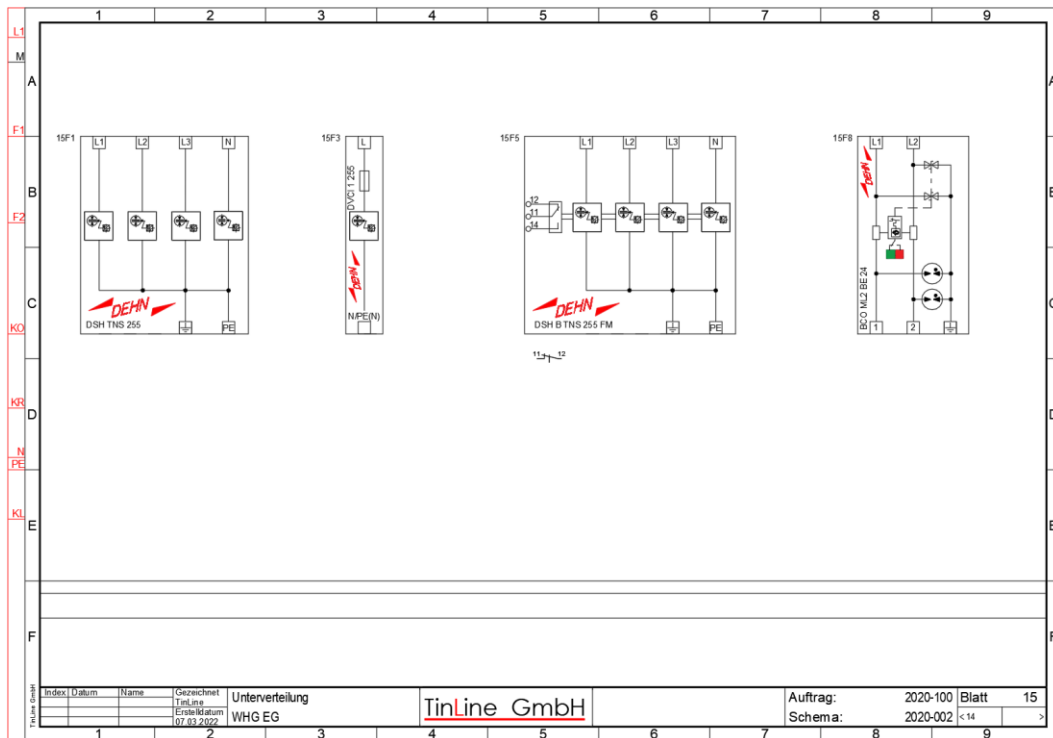 1 2 3 4 5 6 7 8 9
L1
M
A A
F1
15F1 L1 L2 L3 N
15F3 L
15F5 L1 L2 L3 N
15F8 L1 L2
DEHN
B B
DVCI 1 255
12
11
14
F2
DEHN
C C
DEHN
DSH TNS 255
PE
N/PE(N)
DEHN
DSH B TNS 255 FM
PE
BCO ML2 BE 24
1 2
KO
11 12
KR
D D
N
PE
KL
E E
F F
TinLine GmbH
Index Datum Name Gezeichnet
TinLine
Erstelldatum
07.03.2022
Unterverteilung
WHG EG
TinLine GmbH
Auftrag: 2020-100 Blatt 15
Schema: 2020-002 < 14 >
1 2 3 4 5 6 7 8 9